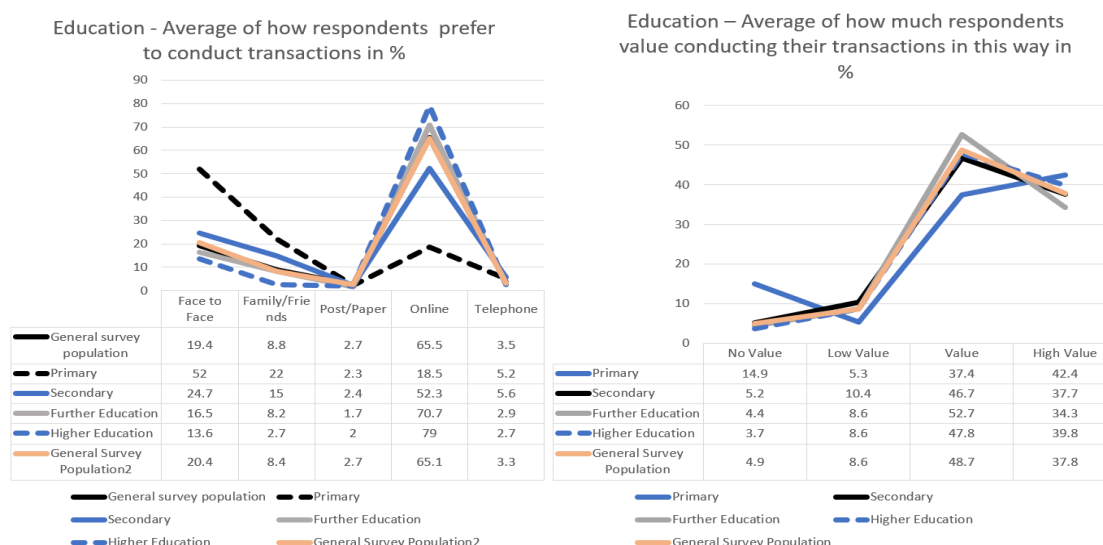 Education - Average of how respondents prefer
to conduct transactions in %
90
80
70
60
50
40
30
20
10
0
Face to
Face
Family/Frie
nds
Post/Paper
Online
Telephone
General survey
population
19.4 8.8 2.7 65.5 3.5
Primary 52 22 2.3 18.5 5.2
Secondary 24.7 15 2.4 52.3 5.6
Further Education 16.5 8.2 1.7 70.7 2.9
Higher Education 13.6 2.7 2 79 2.7
General Survey
Population2
20.4 8.4 2.7 65.1 3.3
General survey population Primary
Secondary Further Education
Higher Education General Survey Population2
Education – Average of how much respondents
value conducting their transactions in this way in
%
60
50
40
30
20
10
0
No Value Low Value Value High Value
Primary 14.9 5.3 37.4 42.4
Secondary 5.2 10.4 46.7 37.7
Further Education 4.4 8.6 52.7 34.3
Higher Education 3.7 8.6 47.8 39.8
General Survey
Population
4.9 8.6 48.7 37.8
Primary Secondary
Further Education Higher Education
General Survey Population